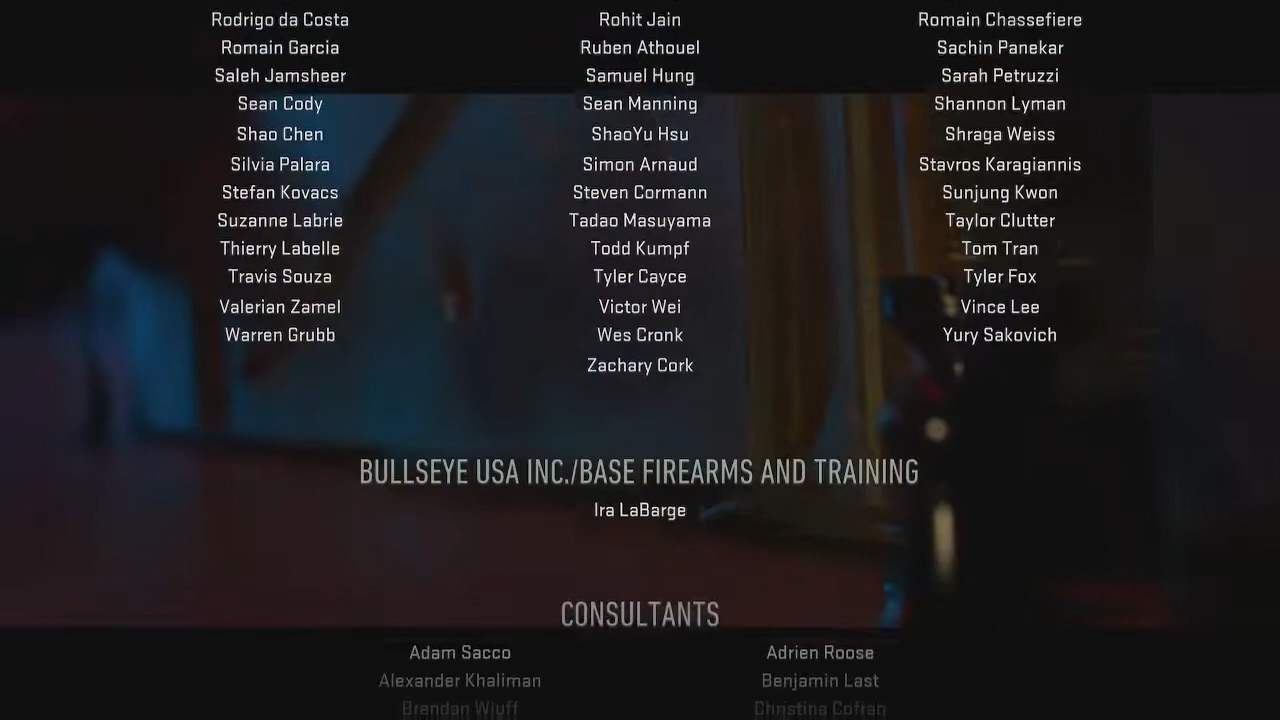 Rodrigo da Costa Rohit Jain Romain Chassefiere
Romain Garcia Ruben Athouel Sachin Panekar
Saleh Jamsheer Samuel Hung Sarah Petruzzi
Sean Cody Sean Manning Shannon Lyman
Shao Chen ShaoYu Hsu Shraga Weiss
Silvia Palara Simon Arnaud Stavros Karagiannis
Stefan Kovacs Steven Cormann Sunjung Kwon
Suzanne Labrie Tadao Masuyama Taylor Clutter
Thierry Labelle Todd Kumpf Tom Tran
Travis Souza Tyler Cayce Tyler Fox
Valerian Zamel Victor Wei Vince Lee
Warren Grubb Wes Cronk Yury Sakovich
Zachary Cork
BULLSEYE USA INC./BASE FIREARMS AND TRAINING
Ira LaBarge
CONSULTANTS
Adam Sacco Adrien Roose
Alexander Khaliman Benjamin Last
Brendan Wjuff Christina Cofran